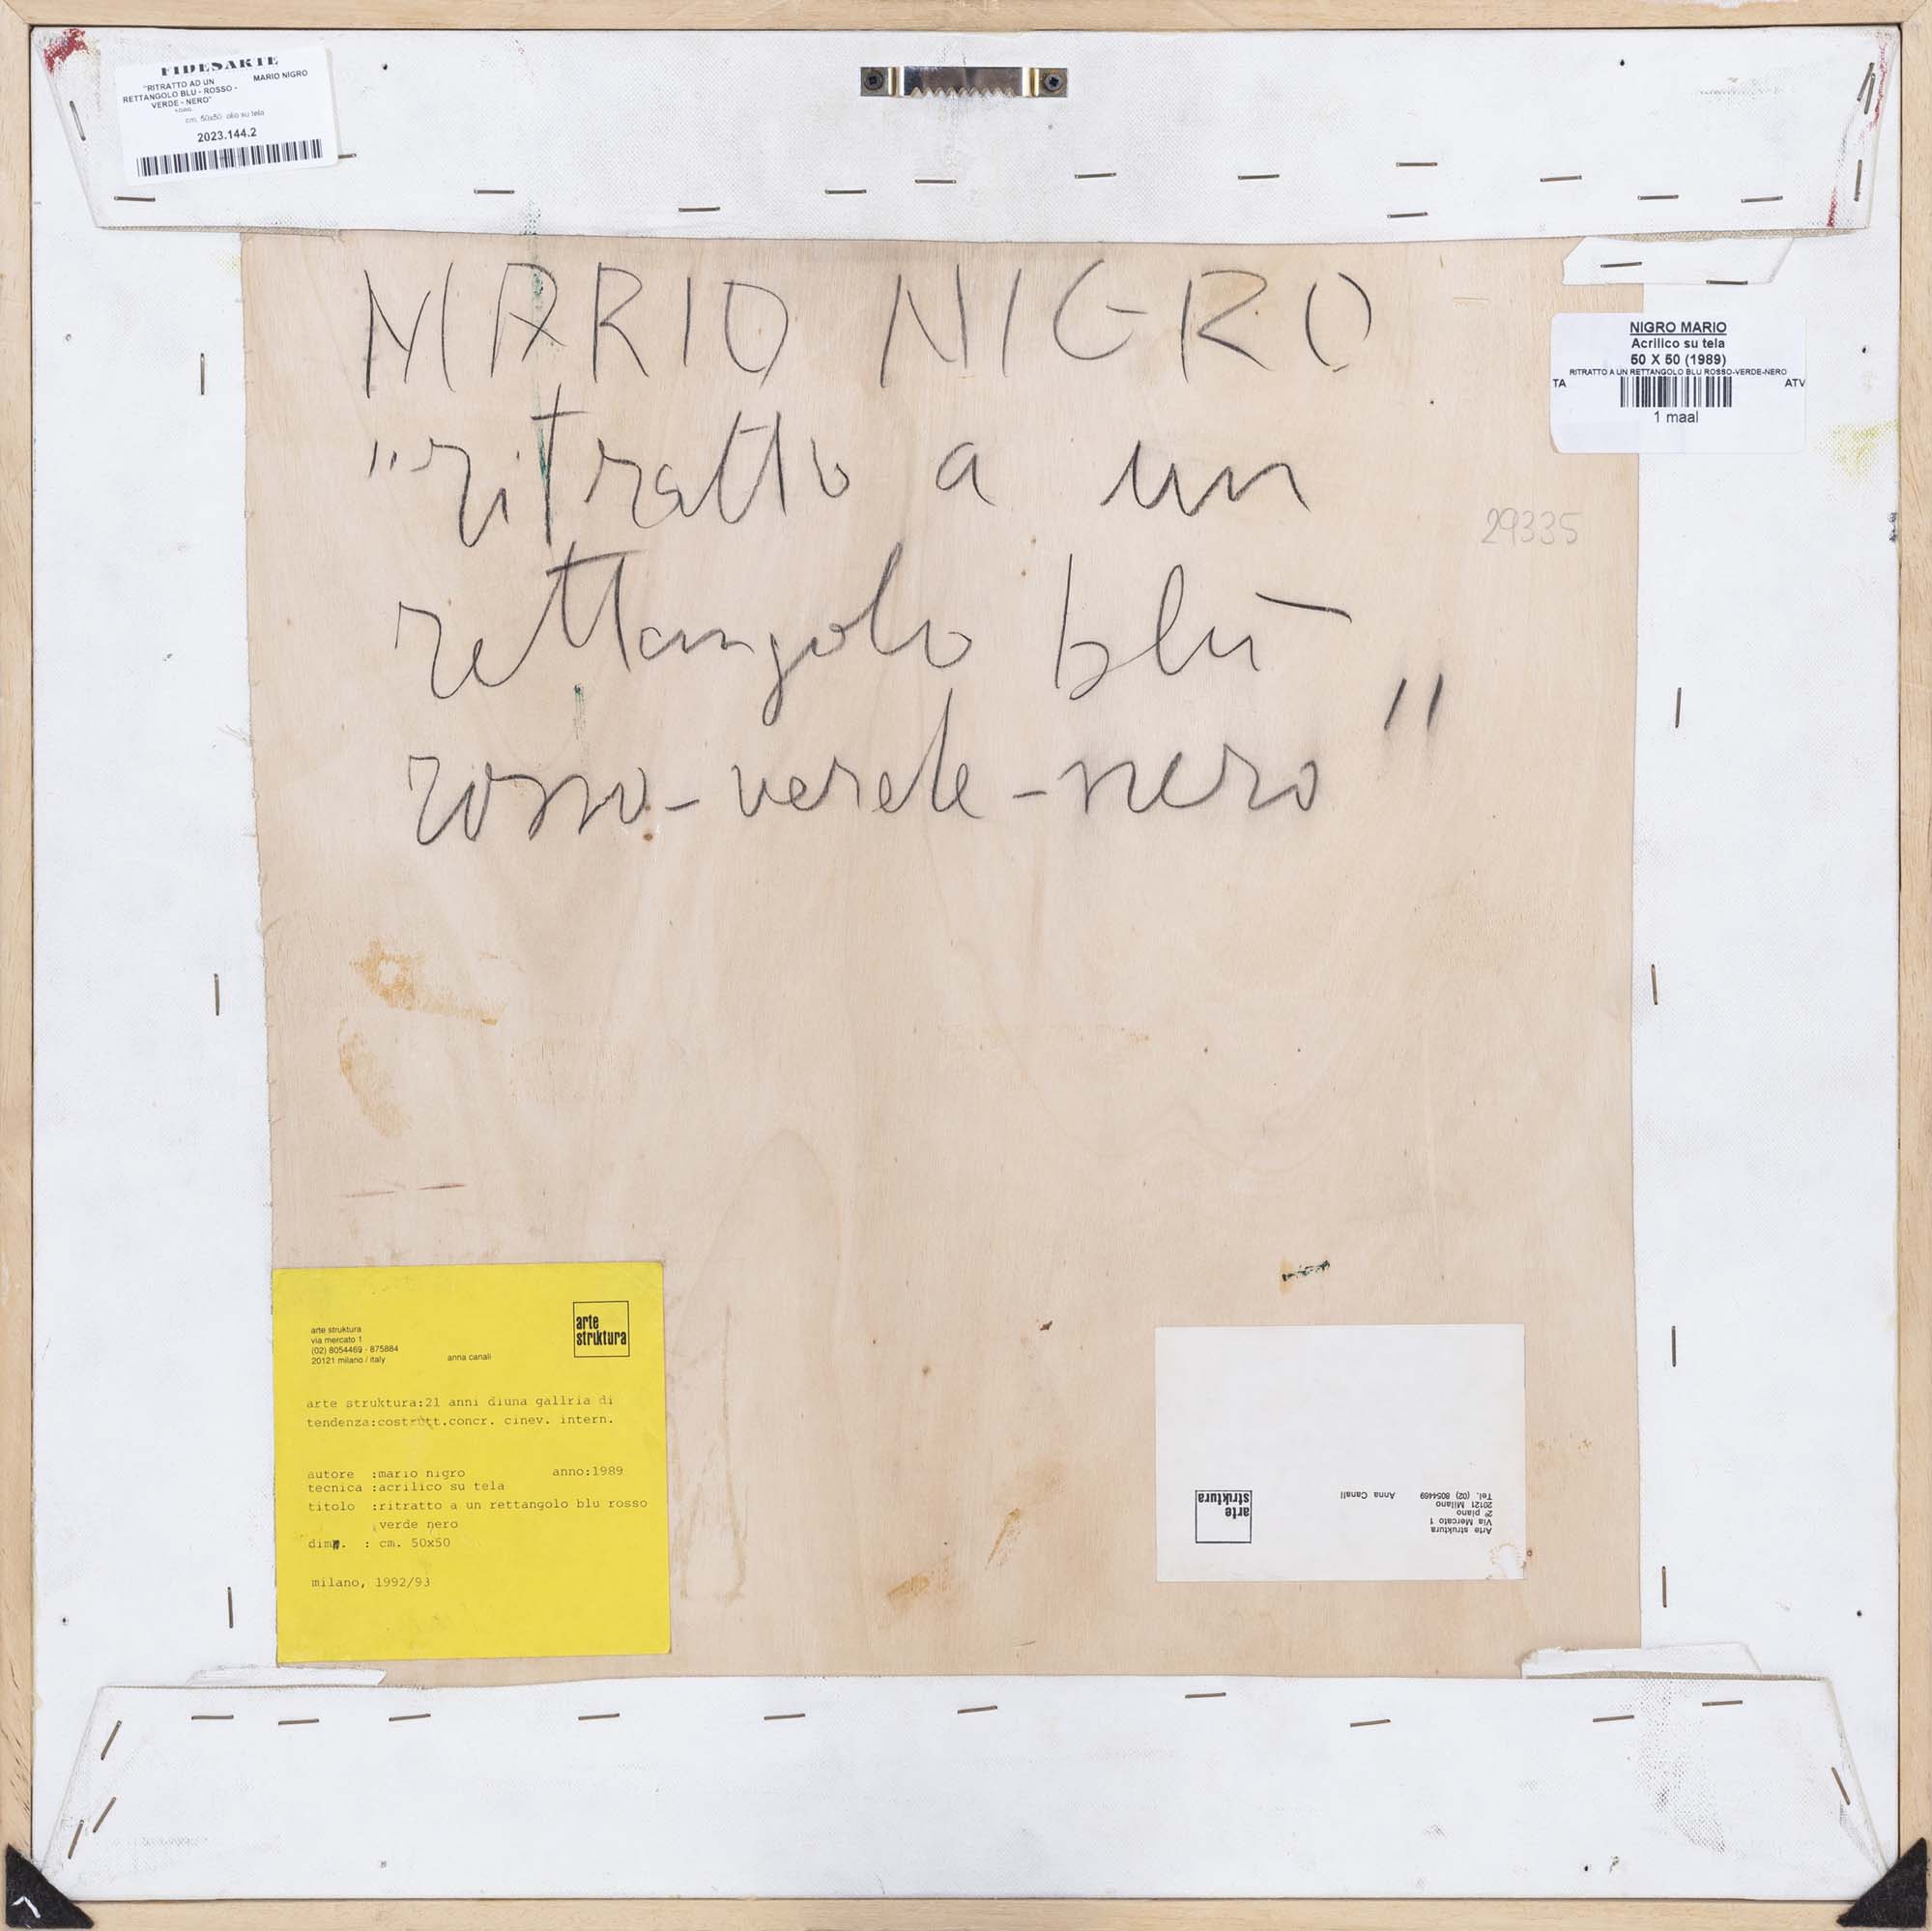 FIDESARTE
"RITRATTO AD UN MARIO NIGRO
RETTANGOLO BLU - ROSSO -
VERDE - NERO"
cm. 50x50 olio su tela
2023.144.2
MARIO NIGRO
"ritratto a un
rettangolo blu
rosso-verde-nero"
NIGRO MARIO
Acrilico su tela
50 X 50 (1989)
RITRATTO A UN RETTANGOLO BLU ROSSO-VERDE-NERO
TA ATV
1 maal
29335
arte struktura
via mercato 1
(02) 8054469 - 875884
20121 milano / italy anna canali
arte
struktura
arte struktura:21 anni diuna gallria di
tendenza:costrutt.concr. cinev. intern.
autore :mario nigro anno:1989
tecnica :acrilico su tela
titolo :ritratto a un rettangolo blu rosso
verde nero
dim. : cm. 50x50
milano, 1992/93
arte
struktura
Arte struktura
Via Mercato 1
2º piano
20121 Milano
Tel. (02) 8054469 Anna Canali